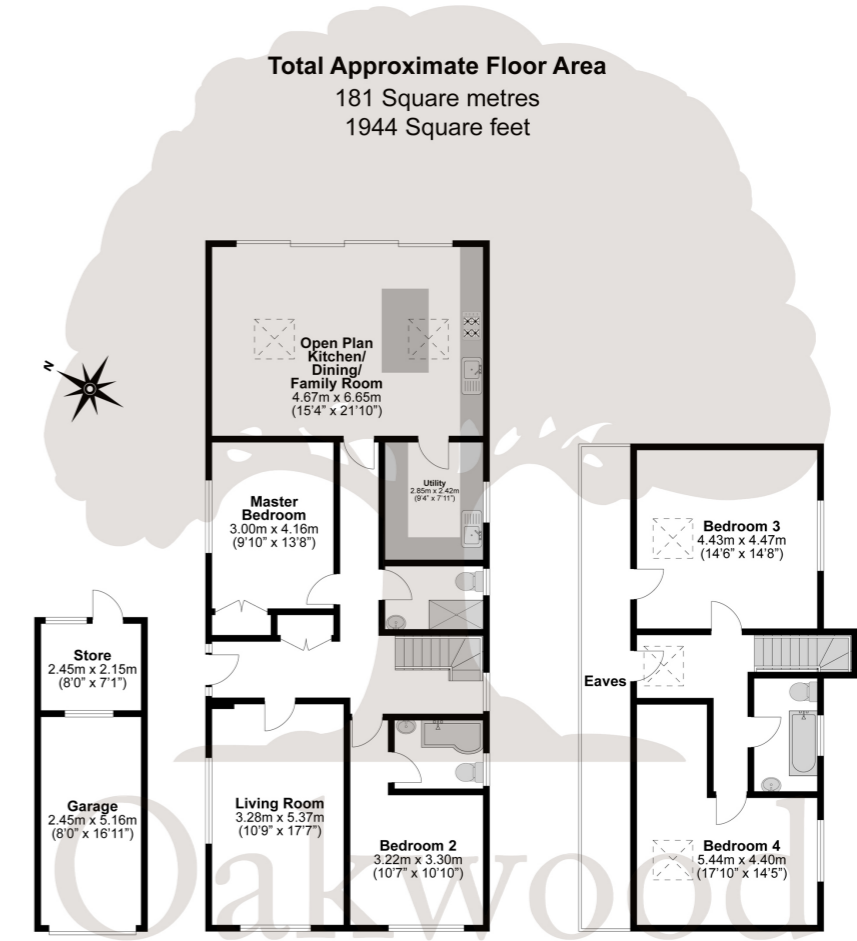 Total Approximate Floor Area
181 Square metres
1944 Square feet
N
Open Plan
Kitchen/
Dining/
Family Room
4.67m x 6.65m
(15'4” x 21'10”)
Utility
2.85m x 2.42m
(9'4” x 7'11”)
Master
Bedroom
3.00m x 4.16m
(9'10” x 13'8”)
Bedroom 3
4.43m x 4.47m
(14'6” x 14'8”)
Store
2.45m x 2.15m
(8'0” x 7'1”)
Eaves
Garage
2.45m x 5.16m
(8'0” x 16'11”)
Living Room
3.28m x 5.37m
(10'9” x 17'7”)
Bedroom 2
3.22m x 3.30m
(10'7” x 10'10”)
Bedroom 4
5.44m x 4.40m
(17'10” x 14'5”)
Oakwood